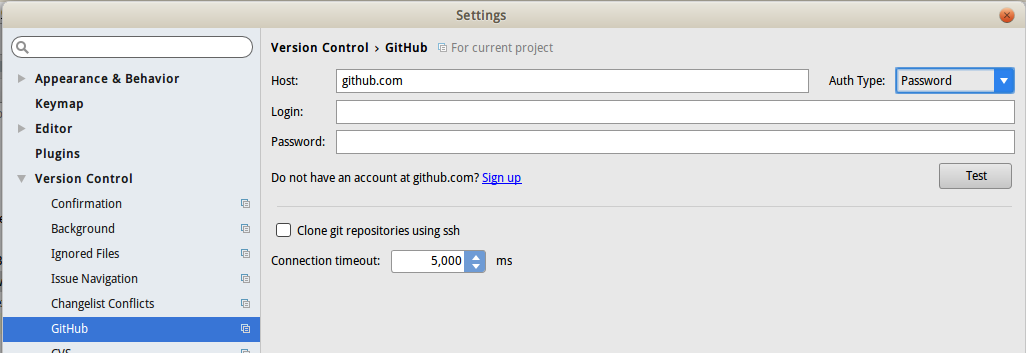 Settings
Version Control › GitHub For current project
Appearance & Behavior
Keymap
Editor
Plugins
Version Control
Confirmation
Background
Ignored Files
Issue Navigation
Changelist Conflicts
GitHub
CVS
Host: github.com Auth Type: Password
Login:
Password:
Do not have an account at github.com? Sign up Test
Clone git repositories using ssh
Connection timeout: 5,000 ms